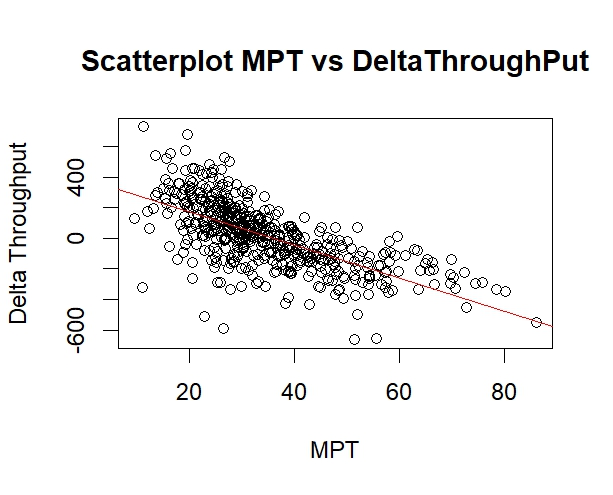 Scatterplot MPT vs DeltaThroughPut
Delta Throughput
400
0
-600
20 40 60 80
MPT